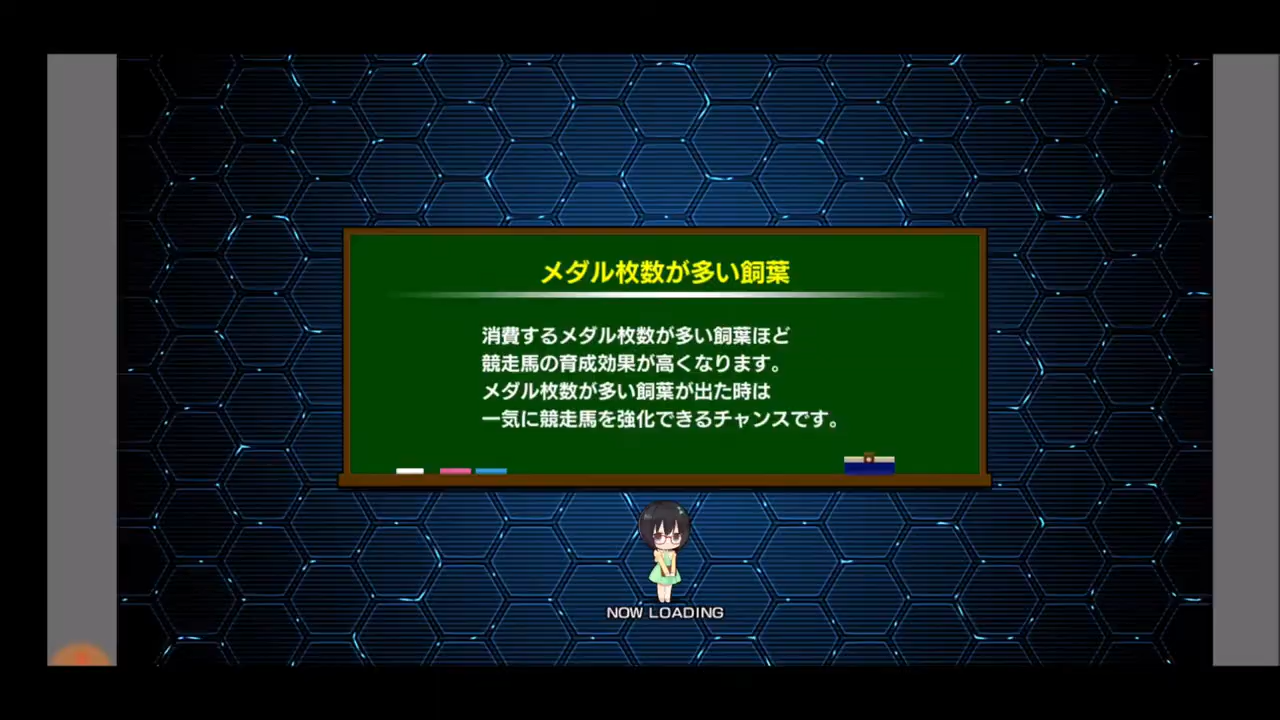 メダル枚数が多い飼葉
消費するメダル枚数が多い飼葉ほど
競走馬の育成効果が高くなります。
メダル枚数が多い飼葉が出た時は
一気に競走馬を強化できるチャンスです。
NOW LOADING